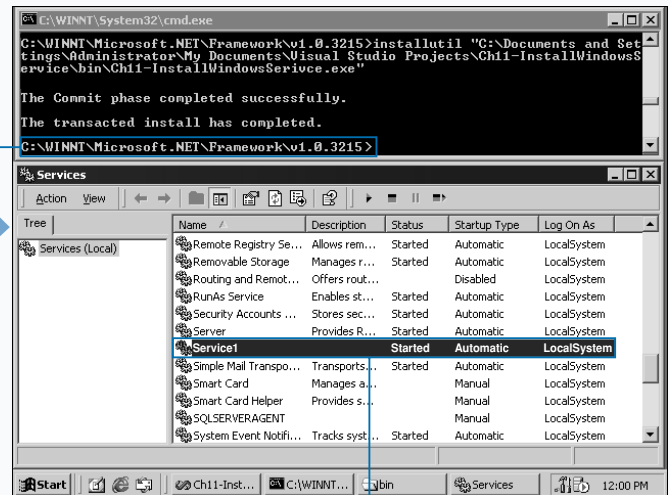 C:\WINNT\System32\cmd.exe
C:\WINNT\Microsoft.NET\Framework\v1.0.3215>installutil "C:\Documents and Set
tings\Administrator\My Documents\Visual Studio Projects\Ch11-InstallWindowsS
ervice\bin\Ch11-InstallWindowsSerivce.exe"
The Commit phase completed successfully.
The transacted install has completed.
C:\WINNT\Microsoft.NET\Framework\v1.0.3215>
Services
Action View
Tree
Services (Local)
Name Description Status Startup Type Log On As
Remote Registry Se... Allows rem... Started Automatic LocalSystem
Removable Storage Manages r... Started Automatic LocalSystem
Routing and Remot... Offers rout... Disabled LocalSystem
RunAs Service Enables st... Started Automatic LocalSystem
Security Accounts ... Stores sec... Started Automatic LocalSystem
Server Provides R... Started Automatic LocalSystem
Service1 Started Automatic LocalSystem
Simple Mail Transpo... Transports... Started Automatic LocalSystem
Smart Card Manages a... Manual LocalSystem
Smart Card Helper Provides s... Manual LocalSystem
SQLSERVERAGENT Manual LocalSystem
System Event Notifi... Tracks syst... Started Automatic LocalSystem
Start Ch11-Inst... C:\WINNT... bin Services 12:00 PM